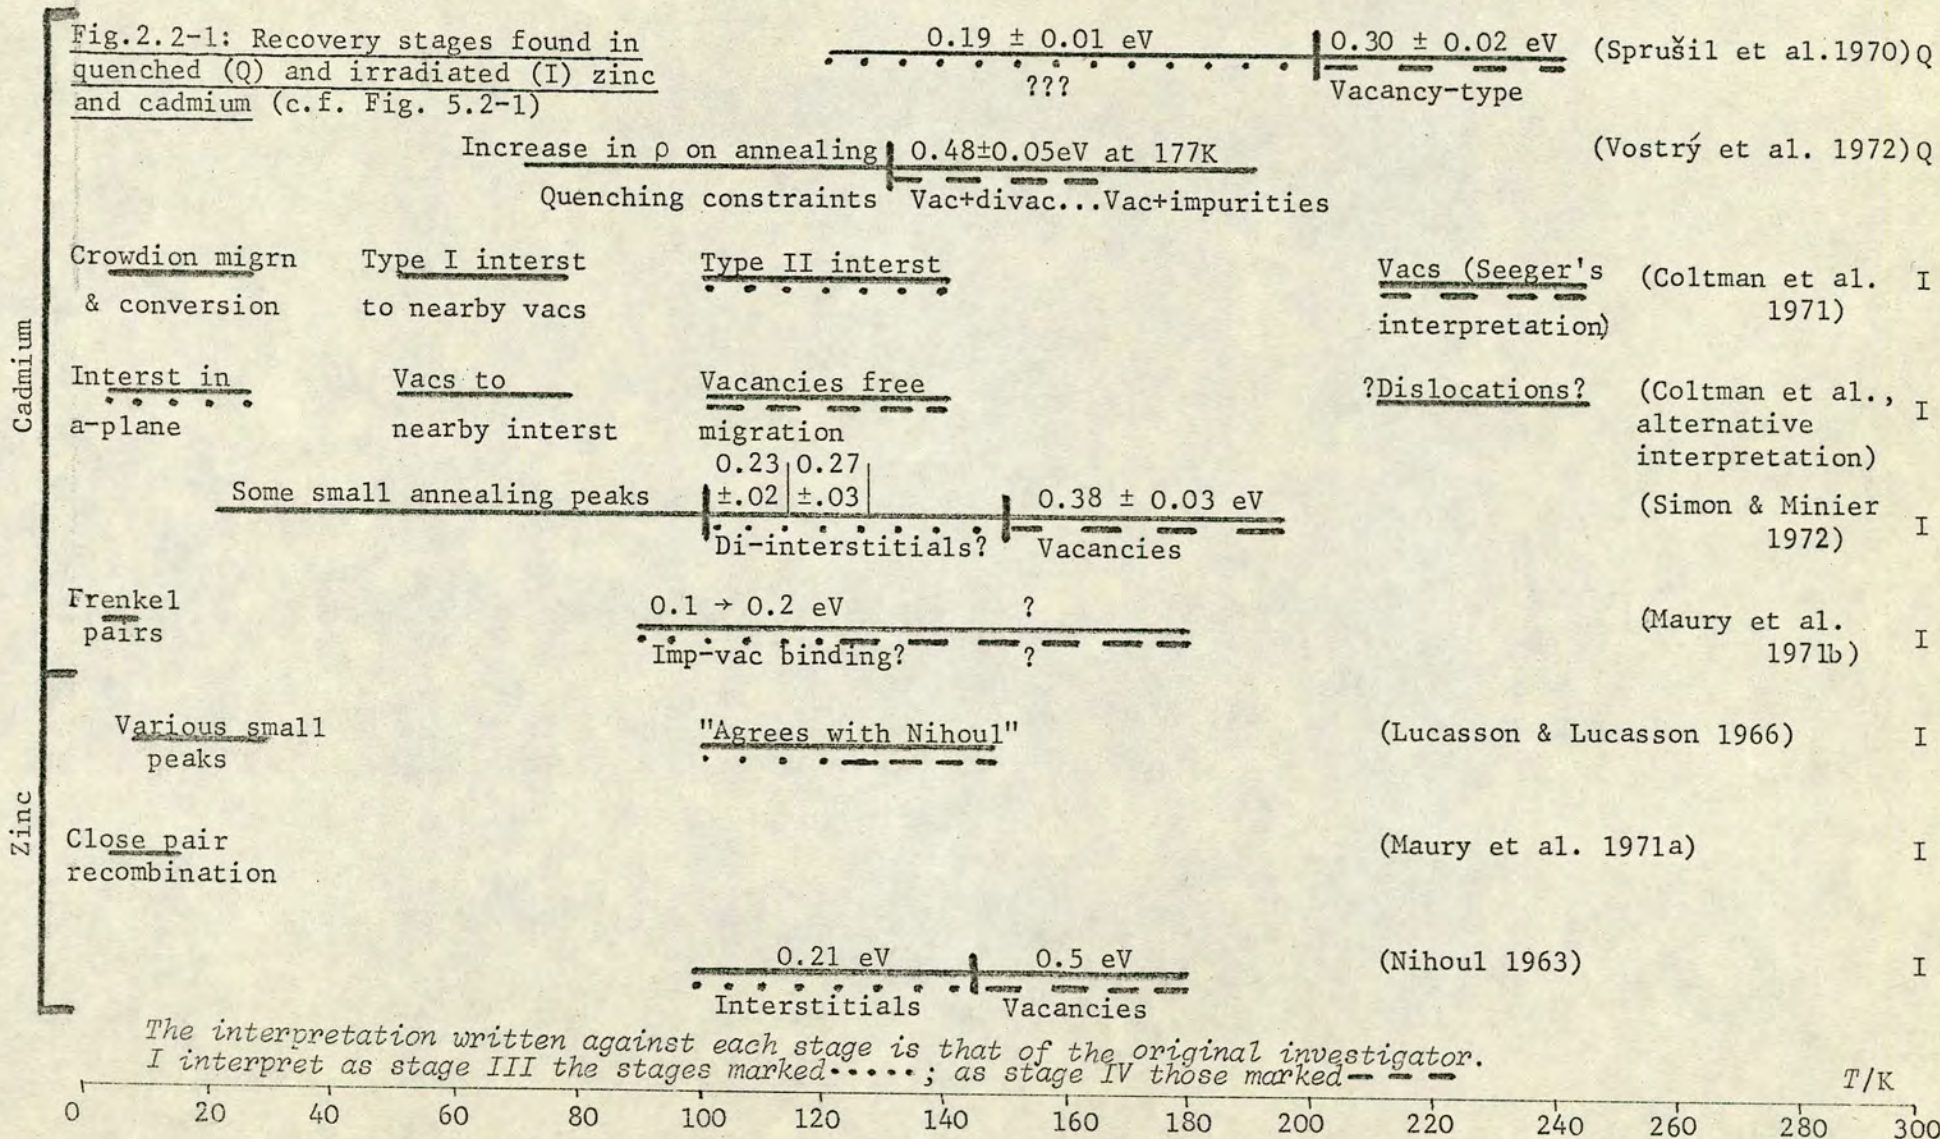 Fig.2.2-1: Recovery stages found in
quenched (Q) and irradiated (I) zinc
and cadmium (c.f. Fig. 5.2-1)
0.19 ± 0.01 eV
0.30 ± 0.02 eV
(Sprušil et al.1970) Q
???
Vacancy-type
Increase in ρ on annealing
0.48±0.05eV at 177K
(Vostrý et al. 1972) Q
Quenching constraints
Vac+divac...Vac+impurities
Cadmium
Crowdion migrn
& conversion
Type I interst
to nearby vacs
Type II interst
Vacs (Seeger's
interpretation)
(Coltman et al.
1971)
I
Interst in
a-plane
Vacs to
nearby interst
Vacancies free
migration
?Dislocations?
(Coltman et al.,
alternative
interpretation)
I
Some small annealing peaks
0.23 0.27
±.02 ±.03
0.38 ± 0.03 eV
(Simon & Minier
1972)
I
Di-interstitials?
Vacancies
Frenkel
pairs
0.1 → 0.2 eV
?
(Maury et al.
1971b)
I
Imp-vac binding?
?
Zinc
Various small
peaks
"Agrees with Nihoul"
(Lucasson & Lucasson 1966)
I
Close pair
recombination
(Maury et al. 1971a)
I
0.21 eV
0.5 eV
(Nihoul 1963)
I
Interstitials
Vacancies
The interpretation written against each stage is that of the original investigator.
I interpret as stage III the stages marked•••••; as stage IV those marked– – –
T/K
0 20 40 60 80 100 120 140 160 180 200 220 240 260 280 300